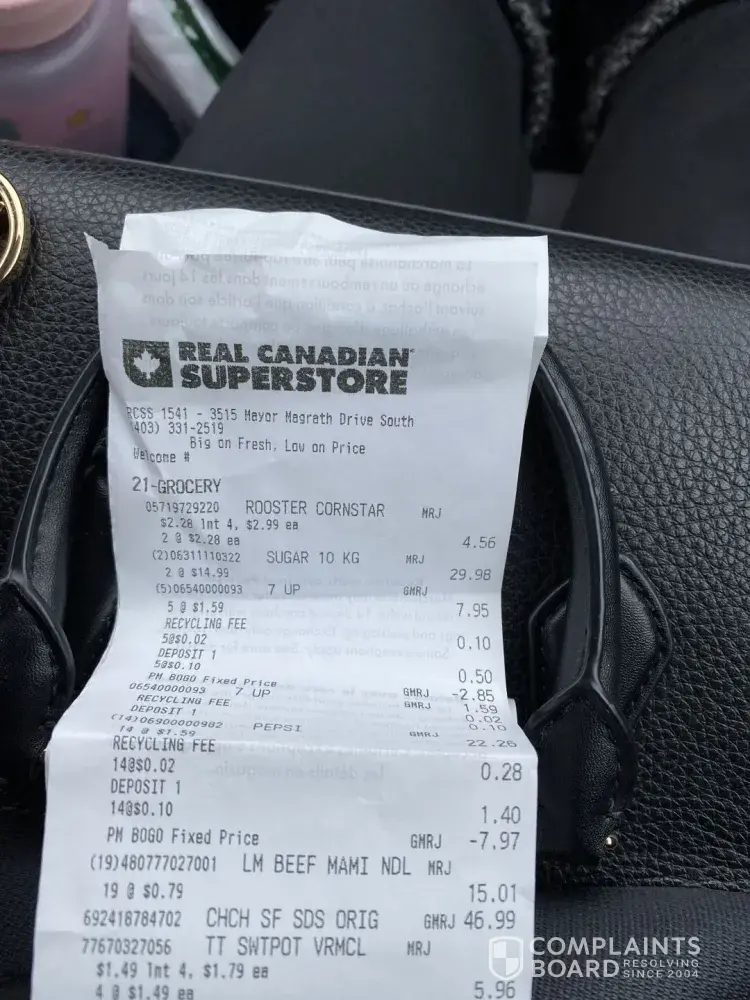 REAL CANADIAN
SUPERSTORE
RCSS 1541 - 3515 Mayor Magrath Drive South
(403) 331-2519
Big on Fresh, Low on Price
Welcome #
21-GROCERY
05719729220 ROOSTER CORNSTAR MRJ
$2.28 lmt 4, $2.99 ea
2 @ $2.28 ea 4.56
(2)06311110322 SUGAR 10 KG MRJ
2 @ $14.99 29.98
(5)06540000093 7 UP GMRJ
5 @ $1.59 7.95
RECYCLING FEE
5@$0.02 0.10
DEPOSIT 1
5@$0.10 0.50
PM BOGO Fixed Price GMRJ -2.85
06540000093 7 UP GMRJ 1.59
RECYCLING FEE 0.02
DEPOSIT 1 0.10
(14)06900000982 PEPSI GMRJ
14 @ $1.59 22.26
RECYCLING FEE
14@$0.02 0.28
DEPOSIT 1
14@$0.10 1.40
PM BOGO Fixed Price GMRJ -7.97
(19)480777027001 LM BEEF MAMI NDL MRJ
19 @ $0.79 15.01
692418784702 CHCH SF SDS ORIG GMRJ 46.99
77670327056 TT SWTPOT VRMCL MRJ
$1.49 lmt 4, $1.79 ea
4 @ $1.49 ea 5.96
COMPLAINTS
BOARD RESOLVING
SINCE 2004